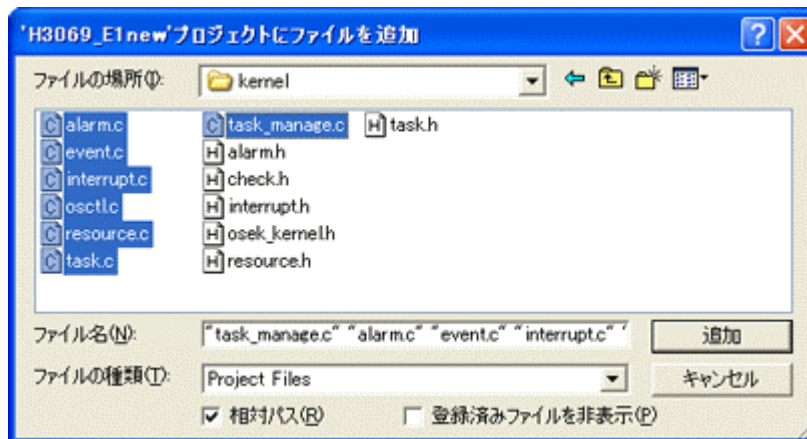 'H3069_E1new'プロジェクトにファイルを追加
ファイルの場所(I):
kernel
alarm.c
event.c
interrupt.c
osctl.c
resource.c
task.c
task_manage.c
alarm.h
check.h
interrupt.h
osek_kernel.h
resource.h
task.h
ファイル名(N):
"task_manage.c" "alarm.c" "event.c" "interrupt.c" "
追加
ファイルの種類(T):
Project Files
キャンセル
相対パス(R)
登録済みファイルを非表示(P)